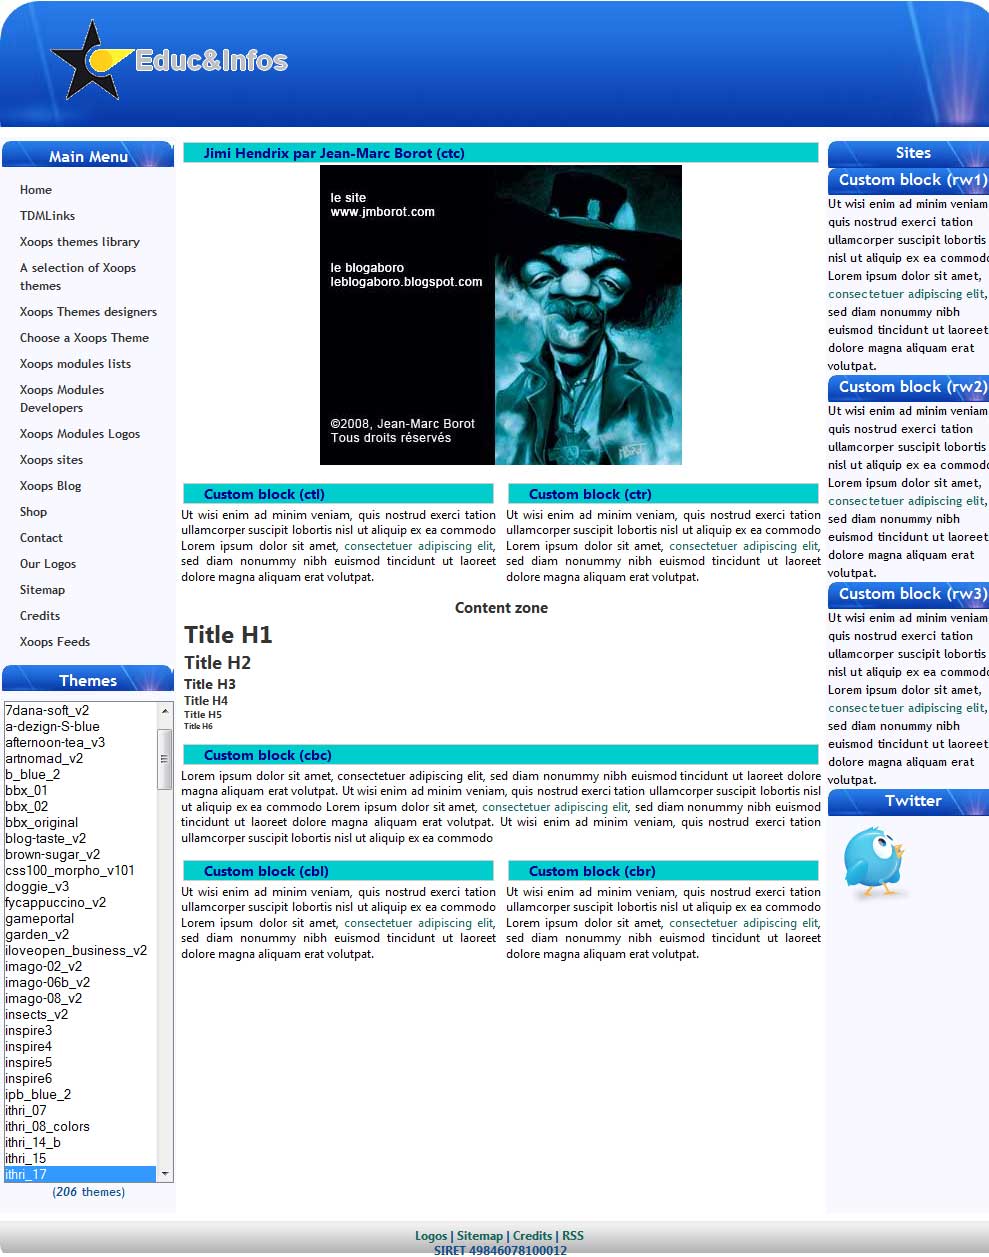 Educ&Infos
Main Menu
Home
TDMLinks
Xoops themes library
A selection of Xoops
themes
Xoops Themes designers
Choose a Xoops Theme
Xoops modules lists
Xoops Modules
Developers
Xoops Modules Logos
Xoops sites
Xoops Blog
Shop
Contact
Our Logos
Sitemap
Credits
Xoops Feeds
Themes
7dana-soft_v2
a-dezign-S-blue
afternoon-tea_v3
artnomad_v2
b_blue_2
bbx_01
bbx_02
bbx_original
blog-taste_v2
brown-sugar_v2
css100_morpho_v101
doggie_v3
fycappuccino_v2
gameportal
garden_v2
iloveopen_business_v2
imago-02_v2
imago-06b_v2
imago-08_v2
insects_v2
inspire3
inspire4
inspire5
inspire6
ipb_blue_2
ithri_07
ithri_08_colors
ithri_14_b
ithri_15
ithri_17
(206 themes)
Jimi Hendrix par Jean-Marc Borot (ctc)
le site
www.jmborot.com
le blogaboro
leblogaboro.blogspot.com
©2008, Jean-Marc Borot
Tous droits réservés
Custom block (ctl)
Ut wisi enim ad minim veniam, quis nostrud exerci tation
ullamcorper suscipit lobortis nisl ut aliquip ex ea commodo
Lorem ipsum dolor sit amet, consectetuer adipiscing elit,
sed diam nonummy nibh euismod tincidunt ut laoreet
dolore magna aliquam erat volutpat.
Custom block (ctr)
Ut wisi enim ad minim veniam, quis nostrud exerci tation
ullamcorper suscipit lobortis nisl ut aliquip ex ea commodo
Lorem ipsum dolor sit amet, consectetuer adipiscing elit,
sed diam nonummy nibh euismod tincidunt ut laoreet
dolore magna aliquam erat volutpat.
Content zone
Title H1
Title H2
Title H3
Title H4
Title H5
Title H6
Custom block (cbc)
Lorem ipsum dolor sit amet, consectetuer adipiscing elit, sed diam nonummy nibh euismod tincidunt ut laoreet dolore
magna aliquam erat volutpat. Ut wisi enim ad minim veniam, quis nostrud exerci tation ullamcorper suscipit lobortis nisl
ut aliquip ex ea commodo Lorem ipsum dolor sit amet, consectetuer adipiscing elit, sed diam nonummy nibh euismod
tincidunt ut laoreet dolore magna aliquam erat volutpat. Ut wisi enim ad minim veniam, quis nostrud exerci tation
ullamcorper suscipit lobortis nisl ut aliquip ex ea commodo
Custom block (cbl)
Ut wisi enim ad minim veniam, quis nostrud exerci tation
ullamcorper suscipit lobortis nisl ut aliquip ex ea commodo
Lorem ipsum dolor sit amet, consectetuer adipiscing elit,
sed diam nonummy nibh euismod tincidunt ut laoreet
dolore magna aliquam erat volutpat.
Custom block (cbr)
Ut wisi enim ad minim veniam, quis nostrud exerci tation
ullamcorper suscipit lobortis nisl ut aliquip ex ea commodo
Lorem ipsum dolor sit amet, consectetuer adipiscing elit,
sed diam nonummy nibh euismod tincidunt ut laoreet
dolore magna aliquam erat volutpat.
Sites
Custom block (rw1)
Ut wisi enim ad minim veniam
quis nostrud exerci tation
ullamcorper suscipit lobortis
nisl ut aliquip ex ea commodo
Lorem ipsum dolor sit amet,
consectetuer adipiscing elit,
sed diam nonummy nibh
euismod tincidunt ut laoreet
dolore magna aliquam erat
volutpat.
Custom block (rw2)
Ut wisi enim ad minim veniam
quis nostrud exerci tation
ullamcorper suscipit lobortis
nisl ut aliquip ex ea commodo
Lorem ipsum dolor sit amet,
consectetuer adipiscing elit,
sed diam nonummy nibh
euismod tincidunt ut laoreet
dolore magna aliquam erat
volutpat.
Custom block (rw3)
Ut wisi enim ad minim veniam
quis nostrud exerci tation
ullamcorper suscipit lobortis
nisl ut aliquip ex ea commodo
Lorem ipsum dolor sit amet,
consectetuer adipiscing elit,
sed diam nonummy nibh
euismod tincidunt ut laoreet
dolore magna aliquam erat
volutpat.
Twitter
Logos | Sitemap | Credits | RSS
SIRET 49846078100012